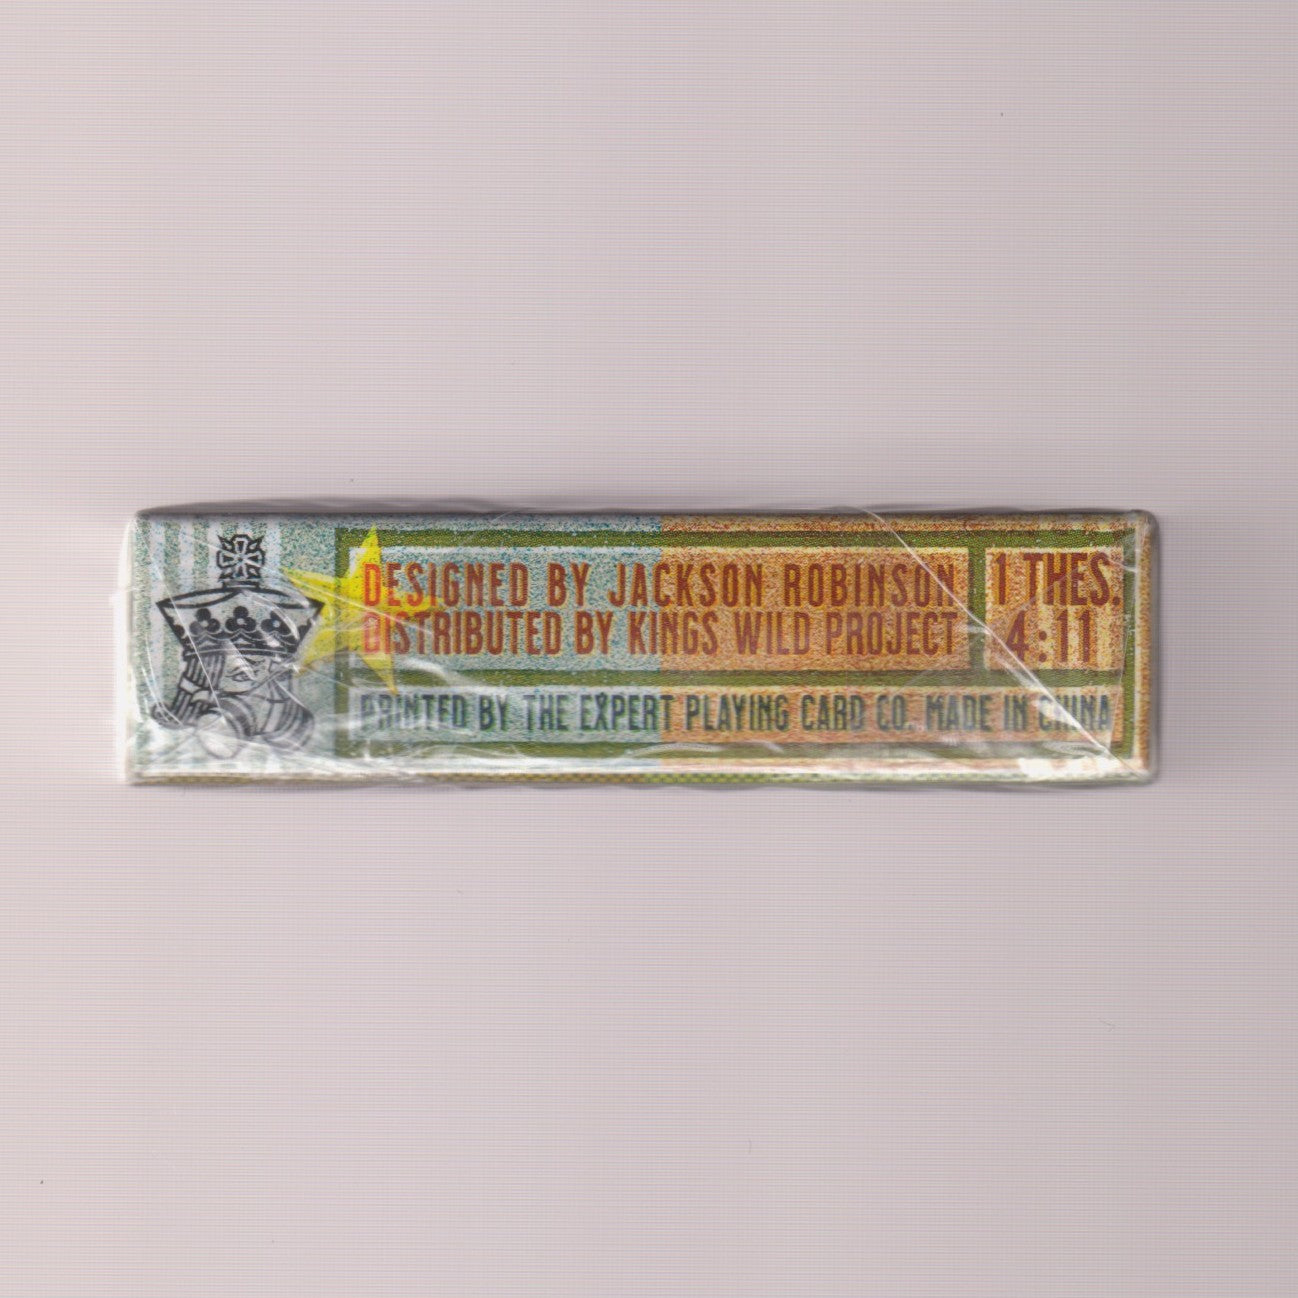 DESIGNED BY JACKSON ROBINSON
DISTRIBUTED BY KINGS WILD PROJECT
1 THES.
4:11
PRINTED BY THE EXPERT PLAYING CARD CO. MADE IN CHINA